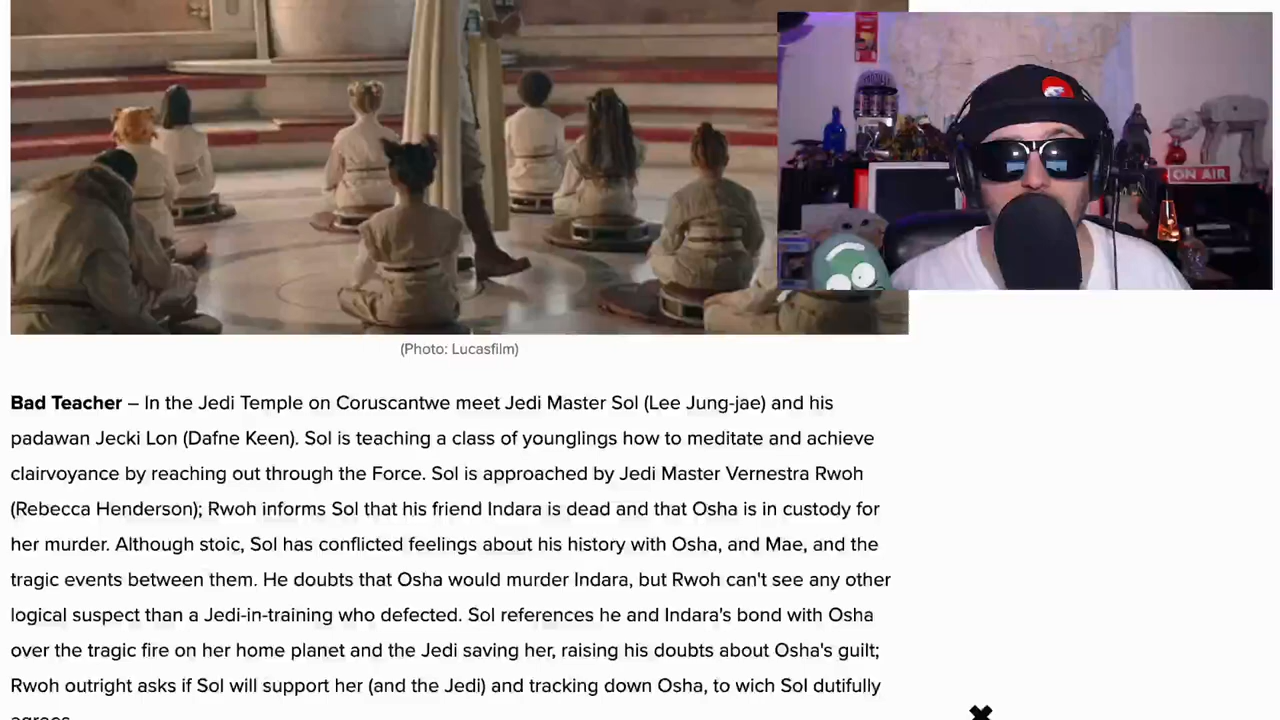 ON AIR
(Photo: Lucasfilm)
Bad Teacher – In the Jedi Temple on Coruscantwe meet Jedi Master Sol (Lee Jung-jae) and his
padawan Jecki Lon (Dafne Keen). Sol is teaching a class of younglings how to meditate and achieve
clairvoyance by reaching out through the Force. Sol is approached by Jedi Master Vernestra Rwoh
(Rebecca Henderson); Rwoh informs Sol that his friend Indara is dead and that Osha is in custody for
her murder. Although stoic, Sol has conflicted feelings about his history with Osha, and Mae, and the
tragic events between them. He doubts that Osha would murder Indara, but Rwoh can't see any other
logical suspect than a Jedi-in-training who defected. Sol references he and Indara's bond with Osha
over the tragic fire on her home planet and the Jedi saving her, raising his doubts about Osha's guilt;
Rwoh outright asks if Sol will support her (and the Jedi) and tracking down Osha, to wich Sol dutifully
agrees.